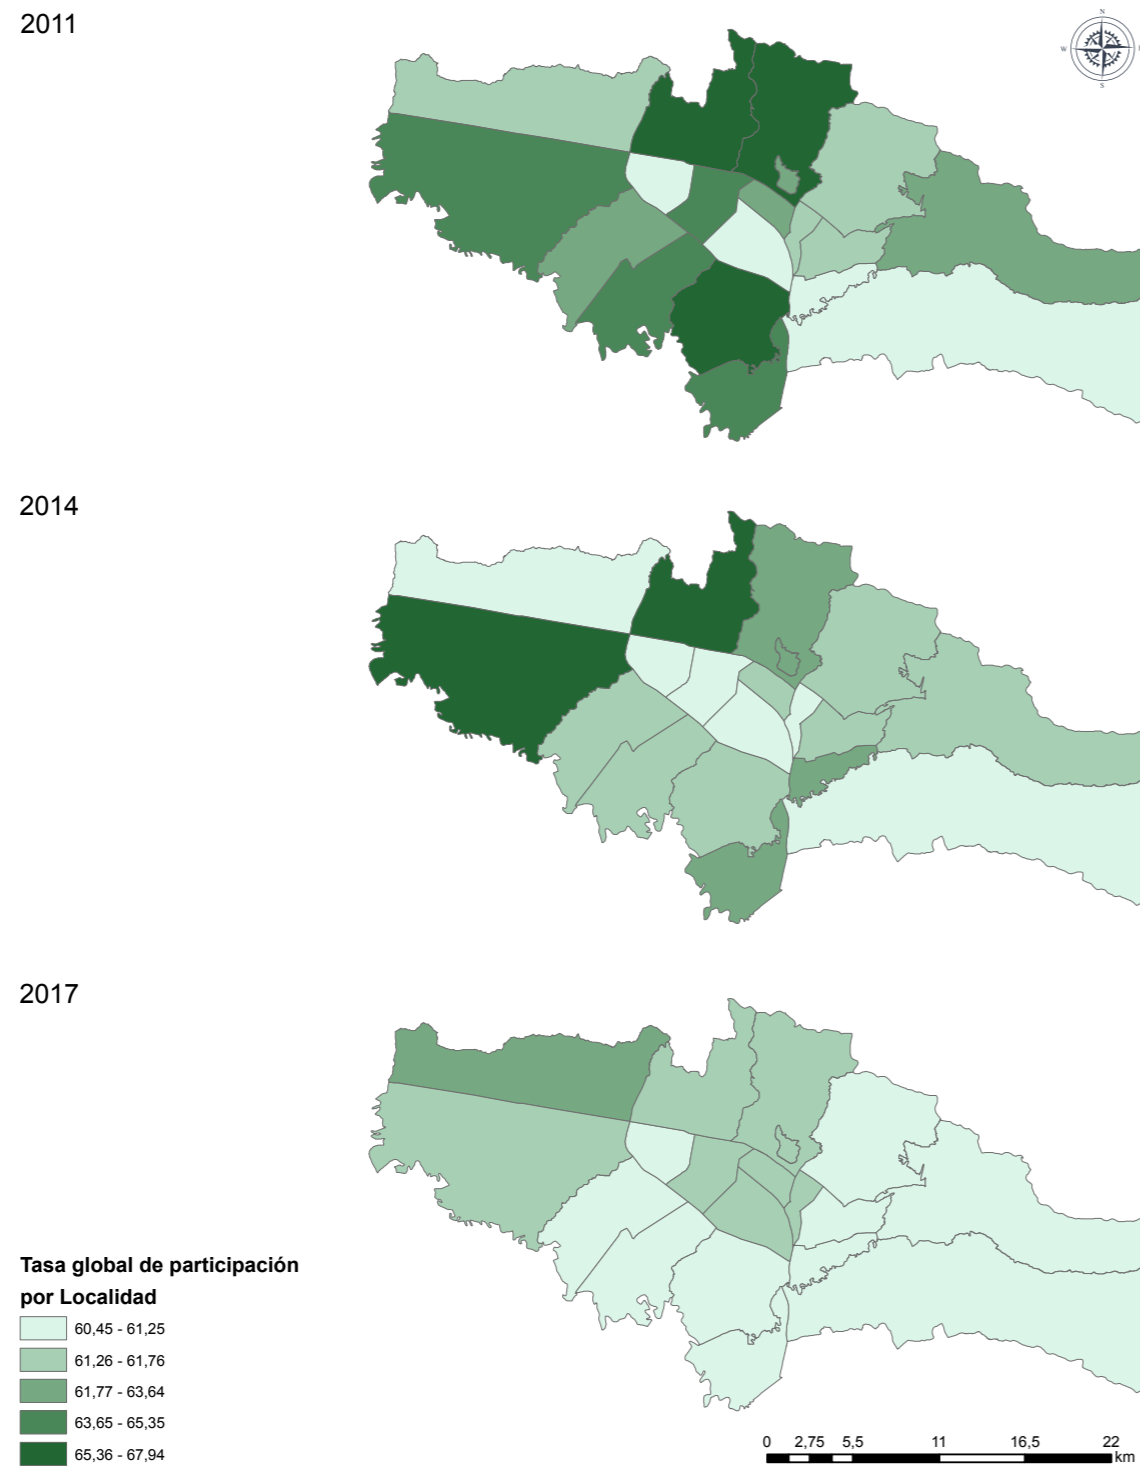 2011
N
W
S
2014
2017
Tasa global de participación
por Localidad
60,45 - 61,25
61,26 - 61,76
61,77 - 63,64
63,65 - 65,35
65,36 - 67,94
0 2,75 5,5 11 16,5 22
km